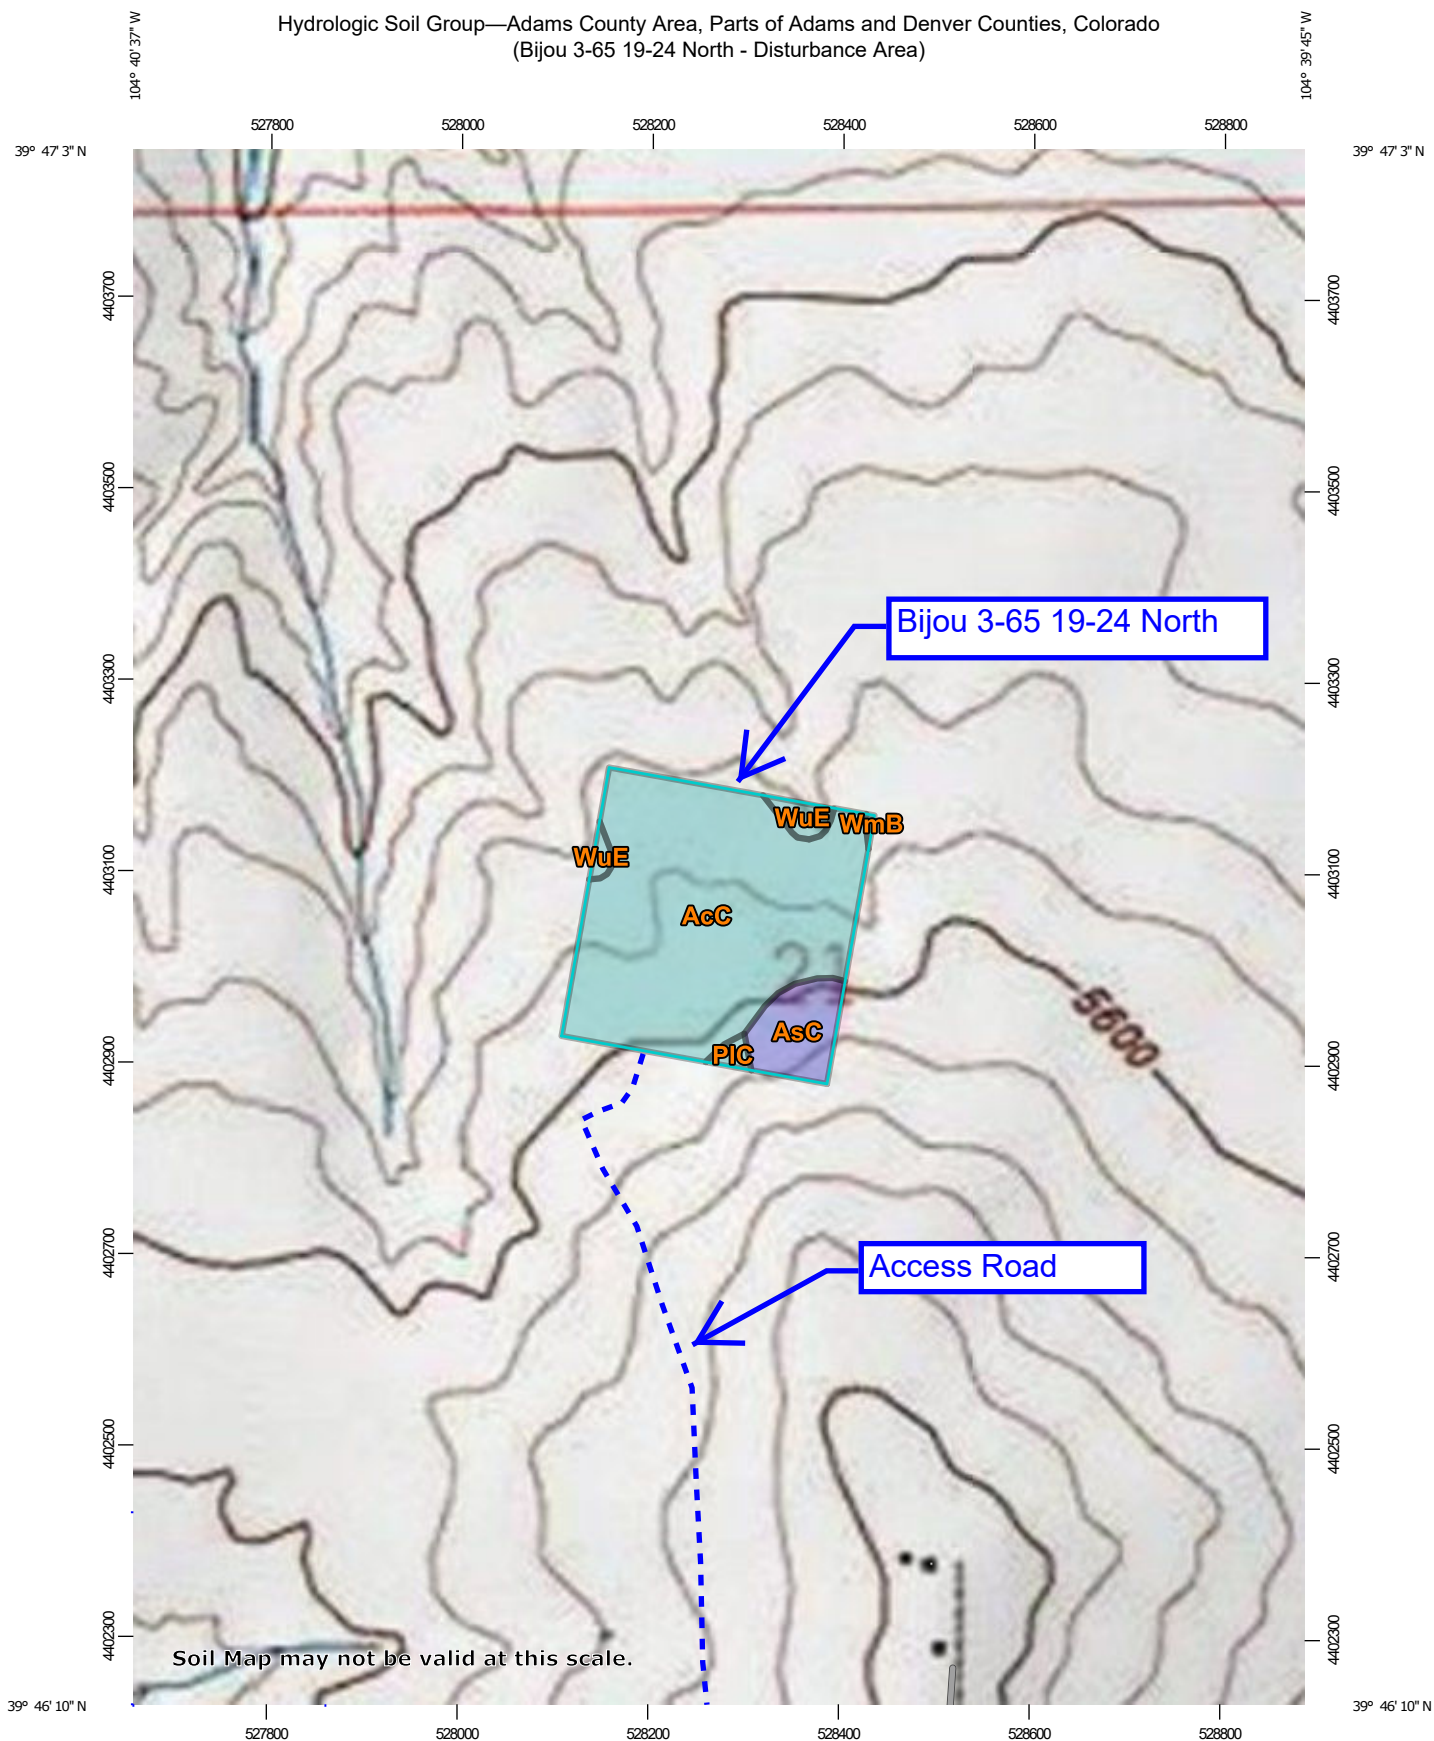 Hydrologic Soil Group—Adams County Area, Parts of Adams and Denver Counties, Colorado
(Bijou 3-65 19-24 North - Disturbance Area)
104° 40' 37" W
104° 39' 45" W
527800 528000 528200 528400 528600 528800
39° 47' 3" N
39° 47' 3" N
4403700
4403700
4403500
4403500
Bijou 3-65 19-24 North
4403300
4403300
WuE WmB
WuE
4403100
4403100
AcC
21
AsC
5600
PlC
4402900
4402900
4402700
4402700
Access Road
4402500
4402500
4402300
4402300
Soil Map may not be valid at this scale.
39° 46' 10" N
39° 46' 10" N
527800 528000 528200 528400 528600 528800